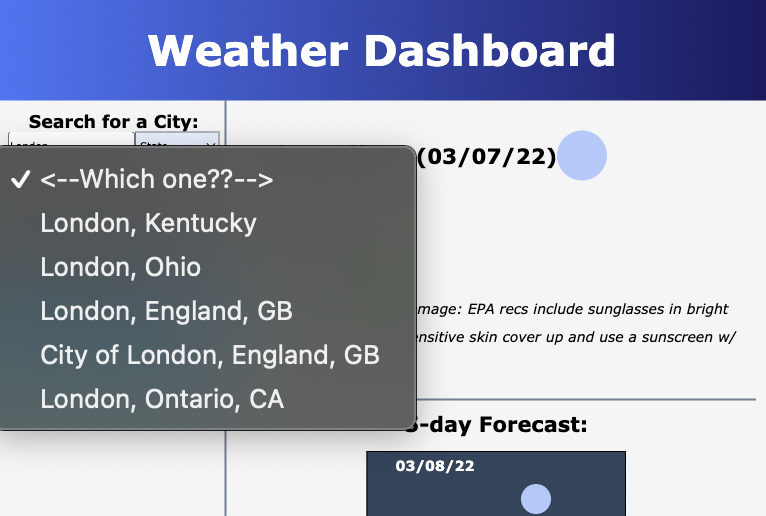 Weather Dashboard
Search for a City:
London State
(03/07/22)
✓ <--Which one??-->
London, Kentucky
London, Ohio
London, England, GB
City of London, England, GB
London, Ontario, CA
mage: EPA recs include sunglasses in bright
ensitive skin cover up and use a sunscreen w/
5-day Forecast:
03/08/22